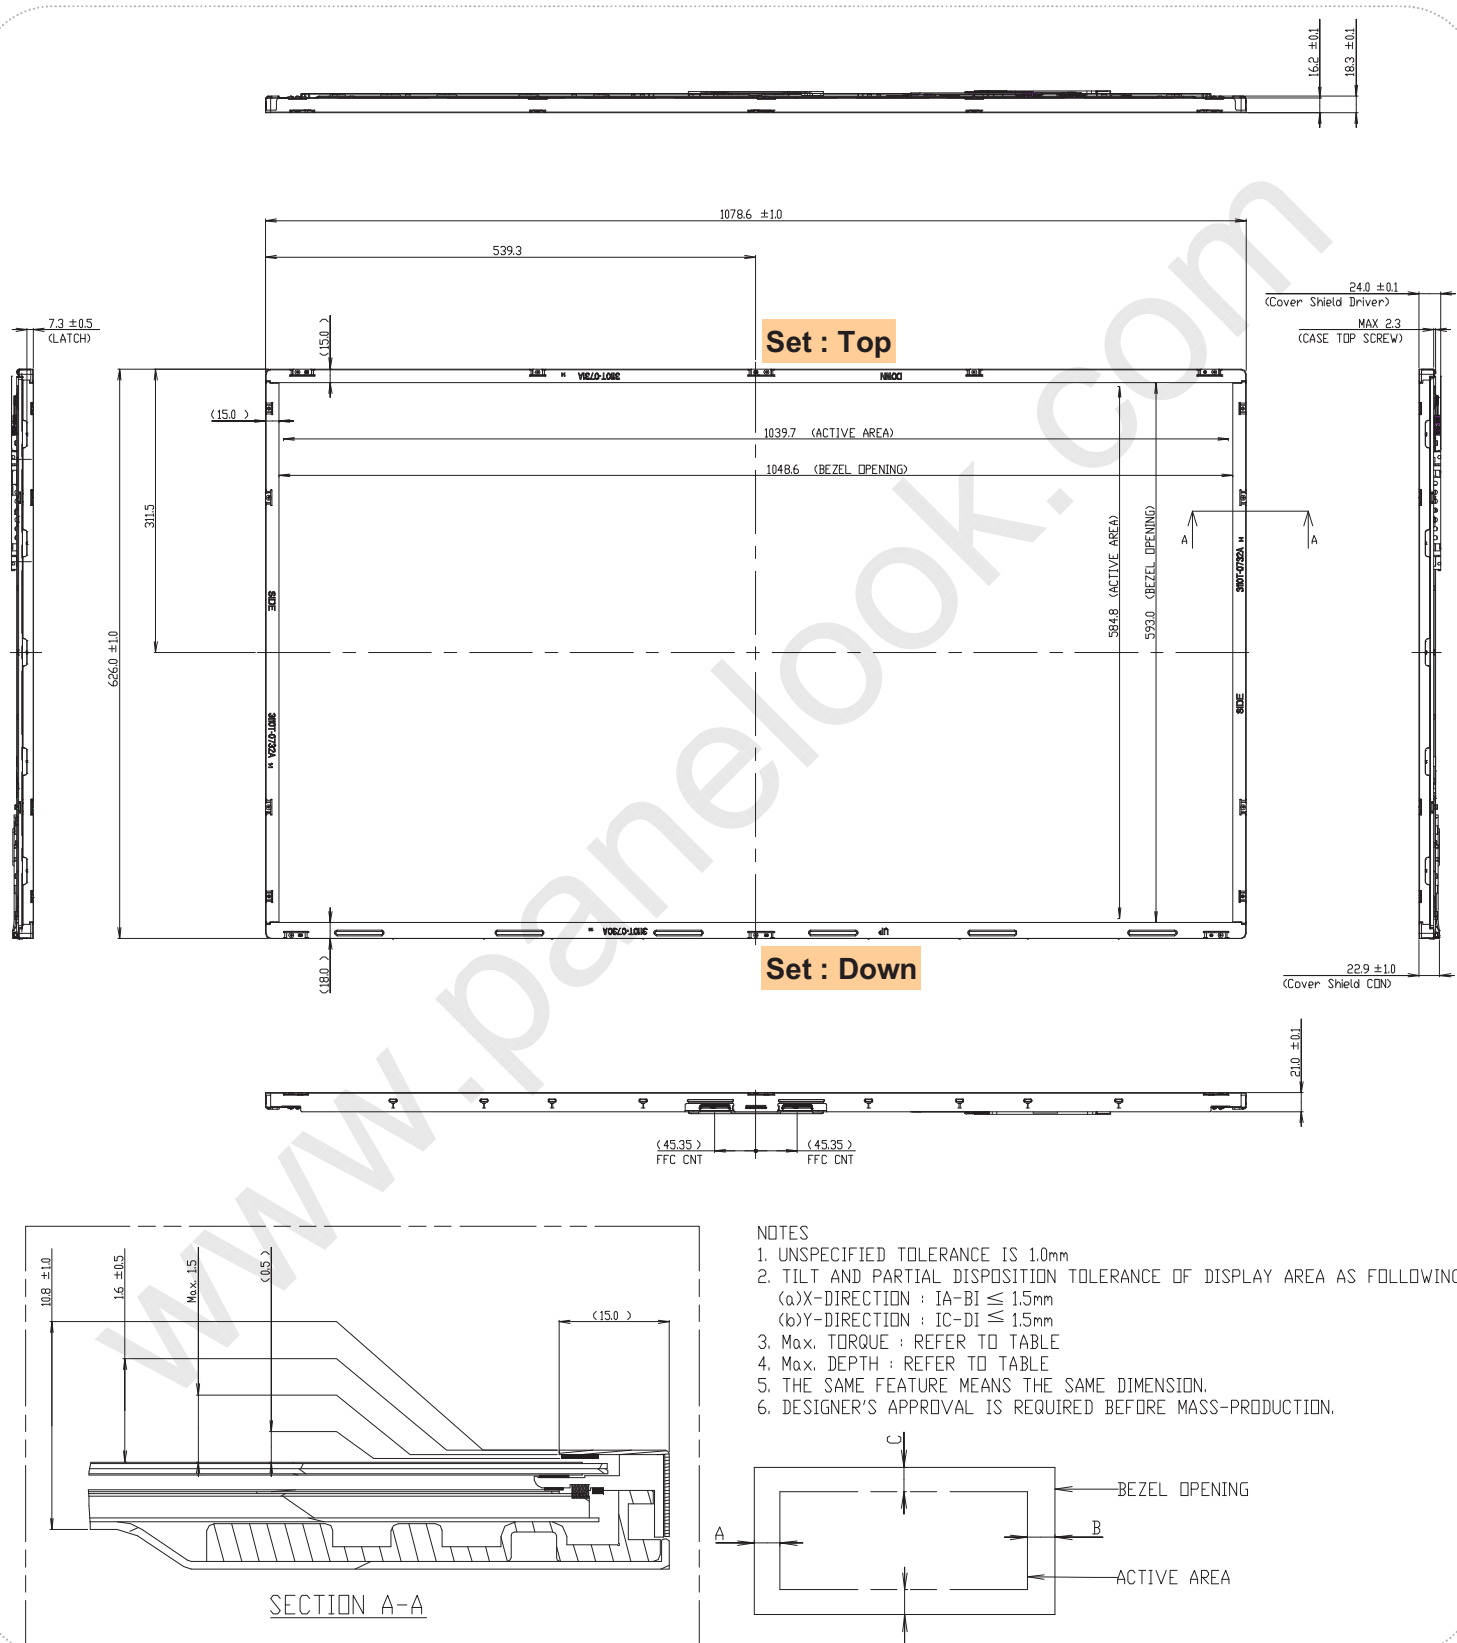 16.2 ±0.1
18.3 ±0.1
1078.6 ±1.0
539.3
24.0 ±0.1
(Cover Shield Driver)
7.3 ±0.5
(LATCH)
(15.0 )
Set : Top
MAX 2.3
(CASE TOP SCREW)
3110T-0731A M
DOWN
(15.0 )
1039.7 (ACTIVE AREA)
1048.6 (BEZEL OPENING)
311.5
584.8 (ACTIVE AREA)
593.0 (BEZEL OPENING)
A
A
3110T-0732A M
SIDE
626.0 ±1.0
SIDE
3110T-0732A M
3110T-0730A
UP
(18.0 )
Set : Down
22.9 ±1.0
(Cover Shield CON)
21.0 ±0.1
(45.35 )
FFC CNT
(45.35 )
FFC CNT
www.panelook.com
10.8 ±1.0
1.6 ±0.5
Max. 1.5
(0.5 )
(15.0 )
SECTION A-A
NOTES
1. UNSPECIFIED TOLERANCE IS 1.0mm
2. TILT AND PARTIAL DISPOSITION TOLERANCE OF DISPLAY AREA AS FOLLOWING
(a)X-DIRECTION : IA-BI ≦ 1.5mm
(b)Y-DIRECTION : IC-DI ≦ 1.5mm
3. Max. TORQUE : REFER TO TABLE
4. Max. DEPTH : REFER TO TABLE
5. THE SAME FEATURE MEANS THE SAME DIMENSION.
6. DESIGNER'S APPROVAL IS REQUIRED BEFORE MASS-PRODUCTION.
C
BEZEL OPENING
A
B
ACTIVE AREA